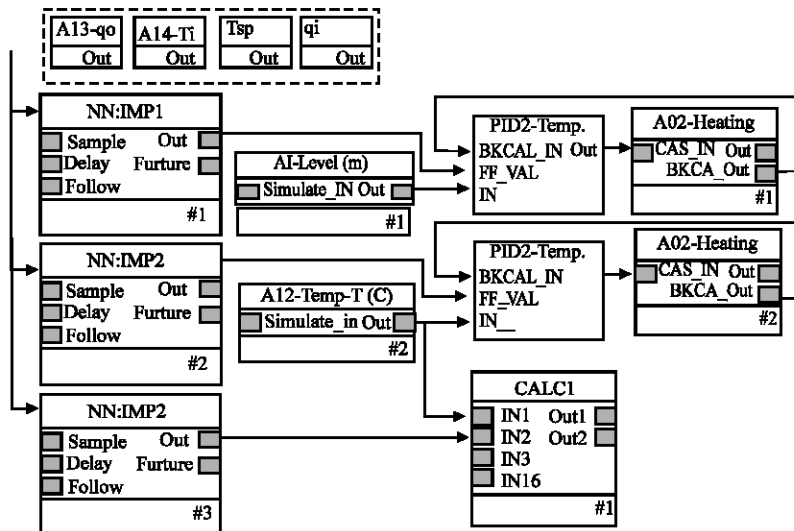 A13-qo
Out
A14-Ti
Out
Tsp
Out
qi
Out
NN:IMP1
Sample Out
Delay Furture
Follow
#1
AI-Level (m)
Simulate_IN Out
#1
PID2-Temp.
BKCAL_IN Out
FF_VAL
IN
A02-Heating
CAS_IN Out
BKCA_Out
#1
NN:IMP2
Sample Out
Delay Furture
Follow
#2
A12-Temp-T (C)
Simulate_in Out
#2
PID2-Temp.
BKCAL_IN
FF_VAL
IN__
A02-Heating
CAS_IN Out
BKCA_Out
#2
NN:IMP2
Sample Out
Delay Furture
Follow
#3
CALC1
IN1 Out1
IN2 Out2
IN3
IN16
#1